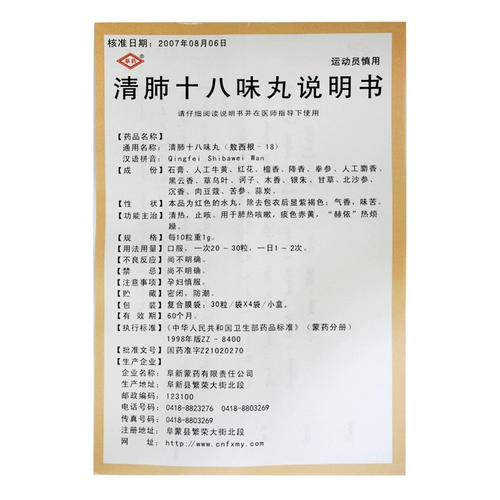 核准日期：2007年08月06日
阜药®
运动员慎用
清肺十八味丸说明书
请仔细阅读说明书并在医师指导下使用
【药品名称】
通用名称：清肺十八味丸（敖西根-18）
汉语拼音：Qingfei Shibawei Wan
【成 份】石膏、人工牛黄、红花、檀香、降香、拳参、人工麝香、
黑云香、草乌叶、诃子、木香、银朱、甘草、北沙参、
沉香、肉豆蔻、苦参、蒜炭。
【性 状】本品为红色的水丸，除去包衣后显紫褐色；气香，味苦。
【功能主治】清热，止咳。用于肺热咳嗽，痰色赤黄，“赫依”热烦
躁。
【规 格】每10粒重1g。
【用法用量】口服，一次20～30粒，一日1～2次。
【不良反应】尚不明确。
【禁 忌】尚不明确。
【注意事项】孕妇慎服。
【贮 藏】密闭，防潮。
【包 装】复合膜袋；30粒/袋X4袋/小盒。
【有 效 期】60个月。
【执行标准】《中华人民共和国卫生部药品标准》（蒙药分册）
1998年版ZZ-8400
【批准文号】国药准字Z21020270
【生产企业】
企业名称：阜新蒙药有限责任公司
生产地址：阜县繁荣大街北段
邮政编码：123100
电话号码：0418-8823276 0418-8803269
传真号码：0418-8803269
注册地址：阜蒙县繁荣大街北段
网 址：http://www.cnfxmy.com